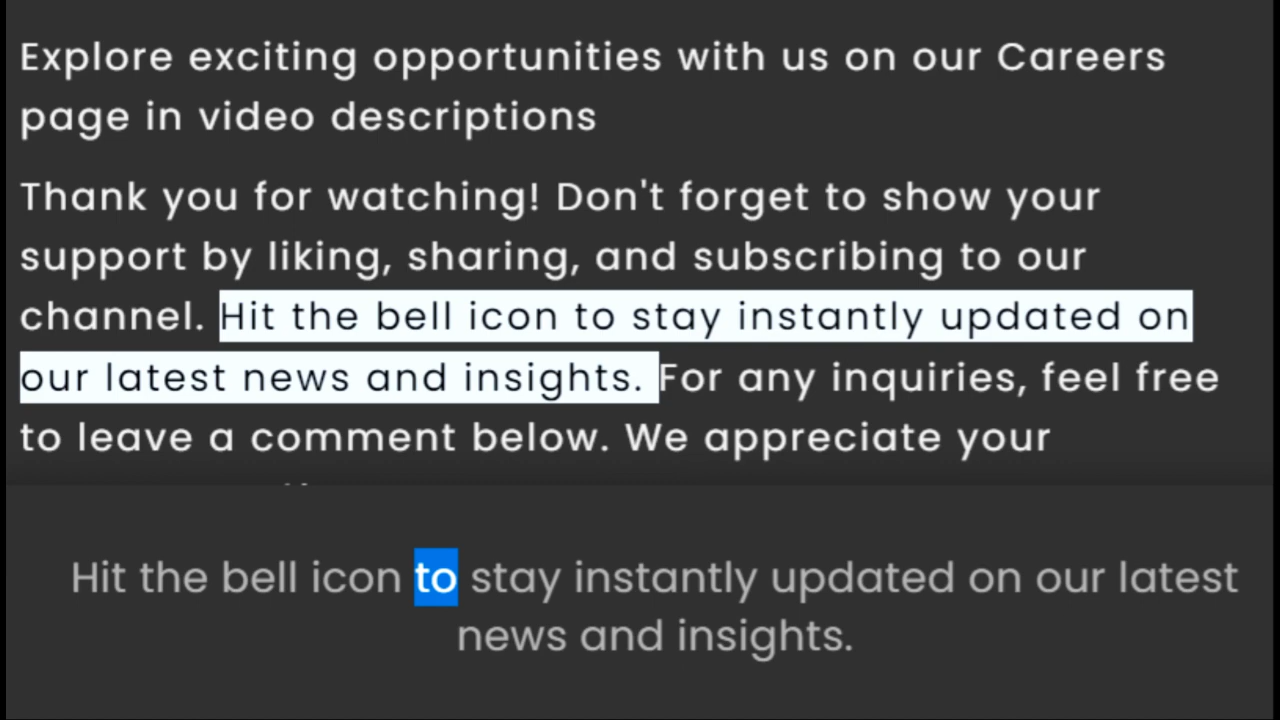 Explore exciting opportunities with us on our Careers
page in video descriptions
Thank you for watching! Don't forget to show your
support by liking, sharing, and subscribing to our
channel. Hit the bell icon to stay instantly updated on
our latest news and insights. For any inquiries, feel free
to leave a comment below. We appreciate your
Hit the bell icon to stay instantly updated on our latest
news and insights.